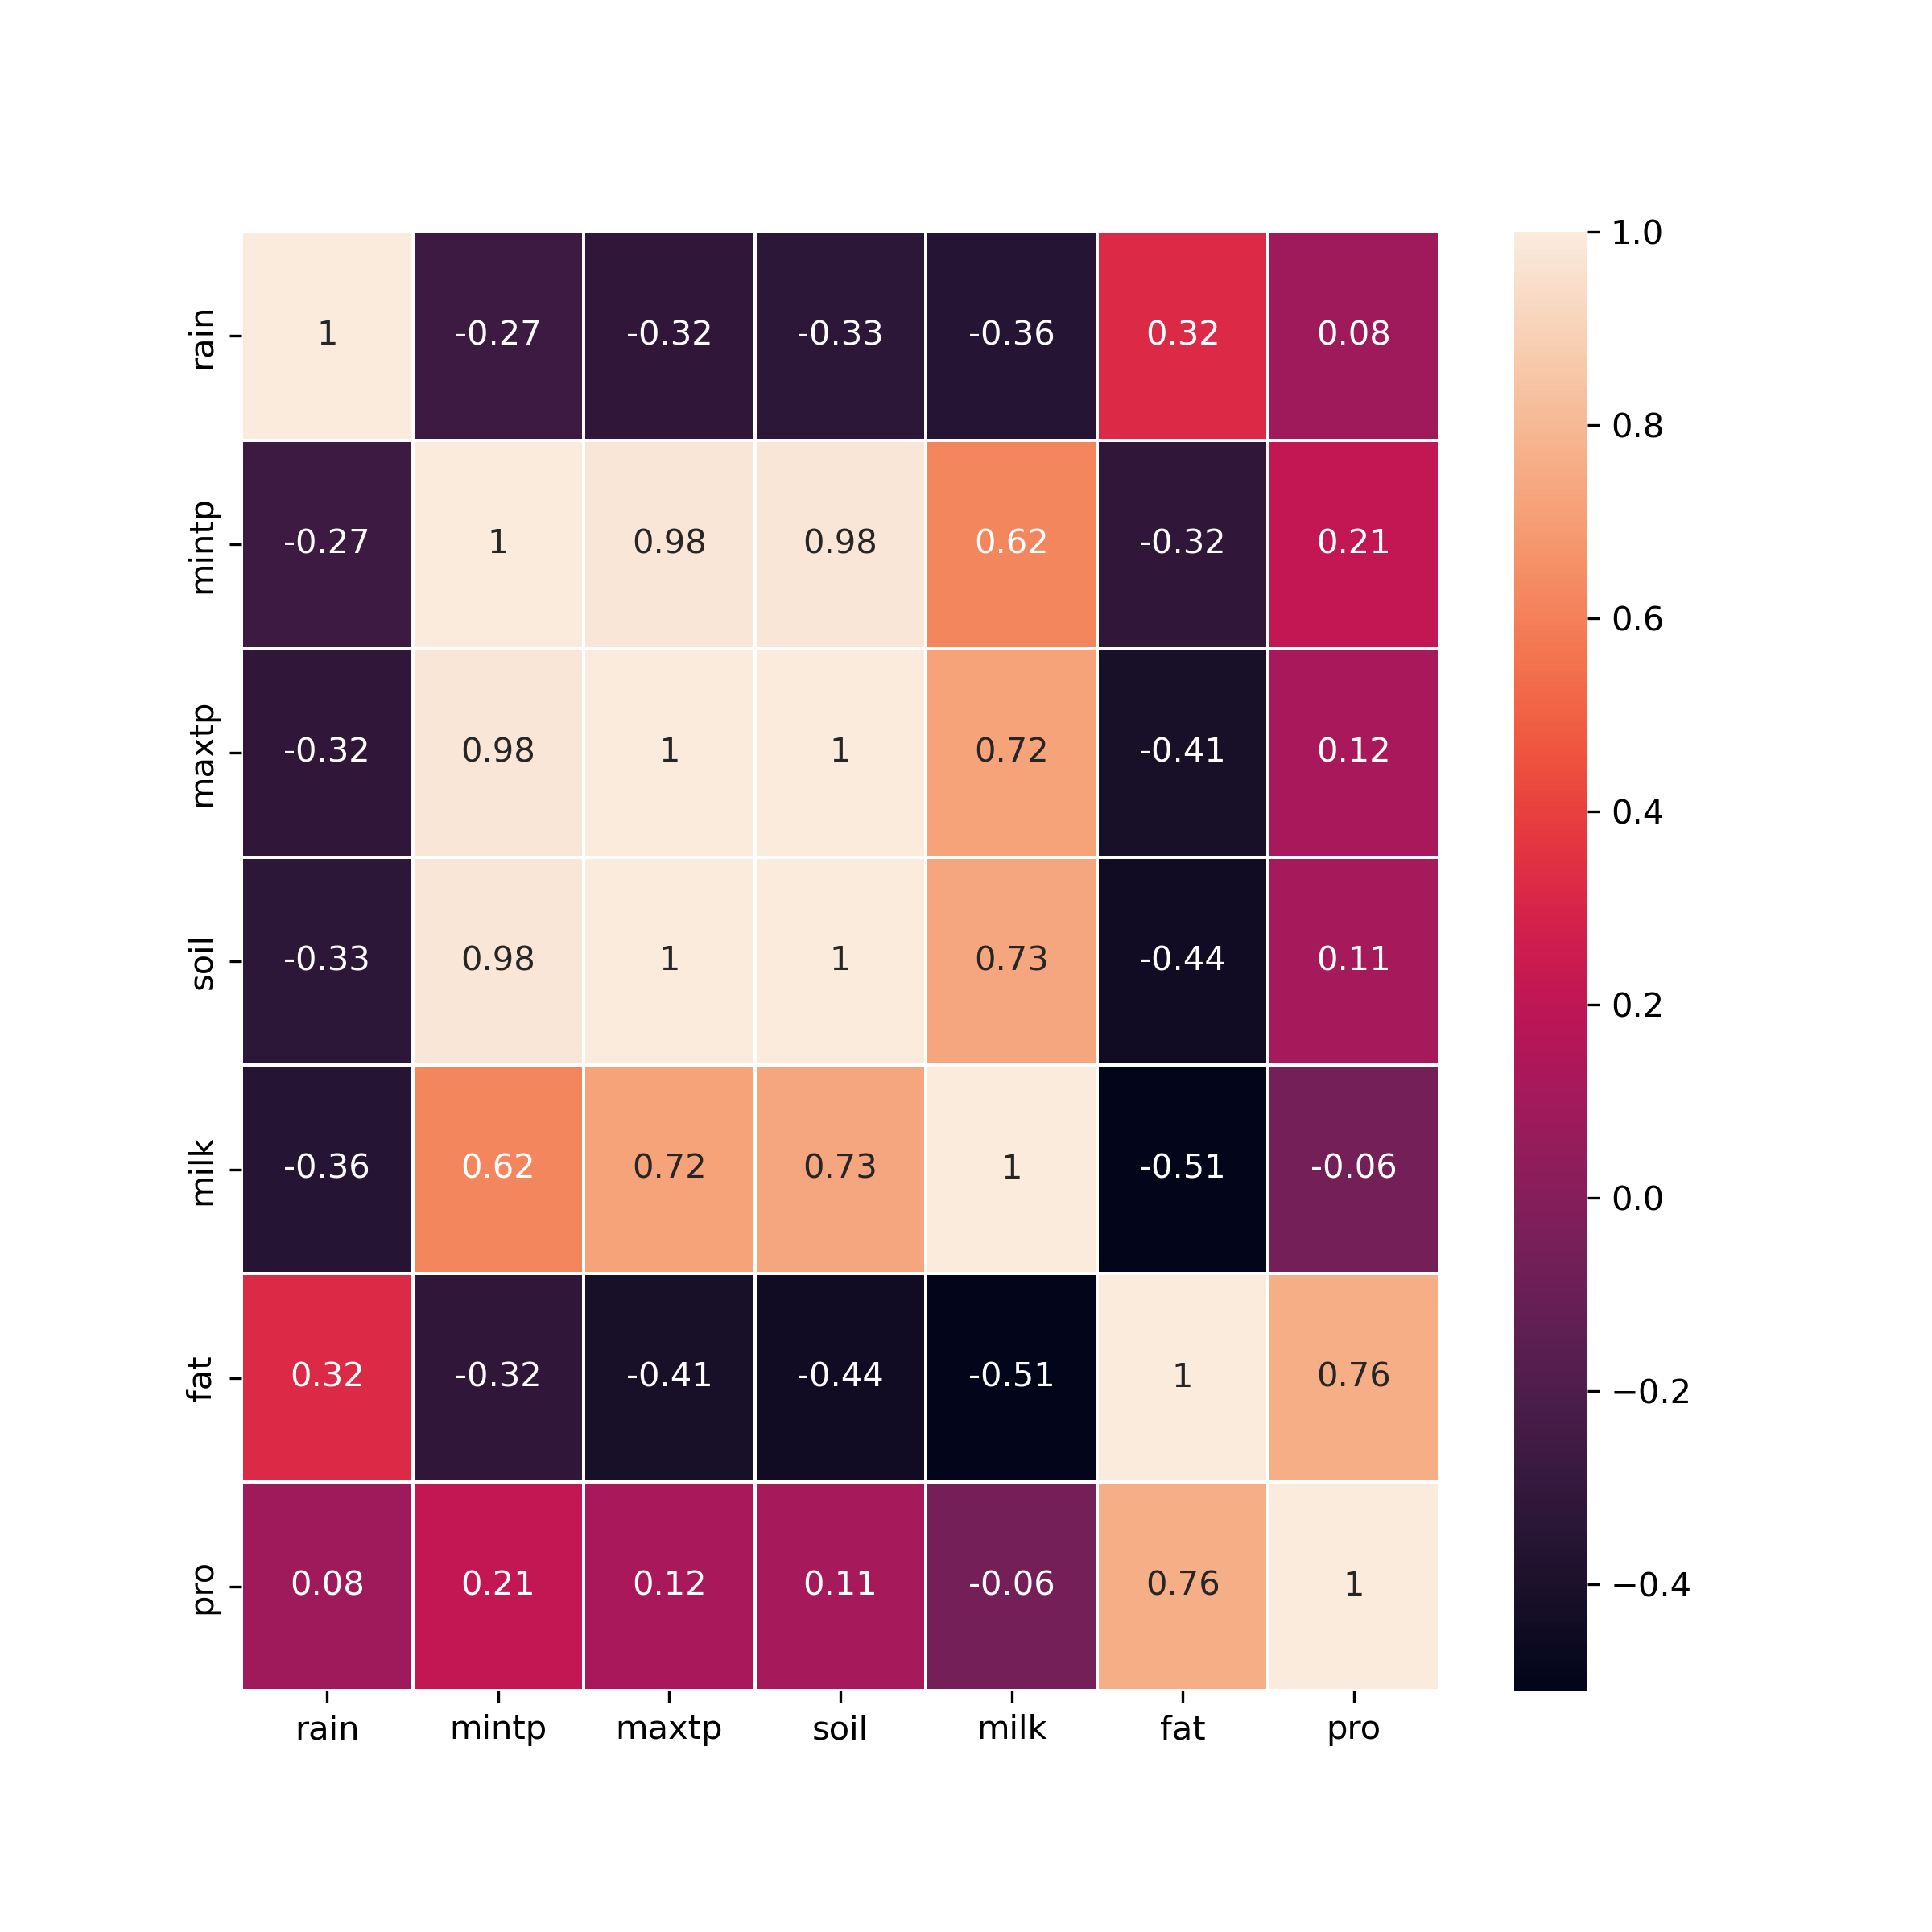 rain 1 -0.27 -0.32 -0.33 -0.36 0.32 0.08
mintp -0.27 1 0.98 0.98 0.62 -0.32 0.21
maxtp -0.32 0.98 1 1 0.72 -0.41 0.12
soil -0.33 0.98 1 1 0.73 -0.44 0.11
milk -0.36 0.62 0.72 0.73 1 -0.51 -0.06
fat 0.32 -0.32 -0.41 -0.44 -0.51 1 0.76
pro 0.08 0.21 0.12 0.11 -0.06 0.76 1
rain mintp maxtp soil milk fat pro
1.0
0.8
0.6
0.4
0.2
0.0
−0.2
−0.4